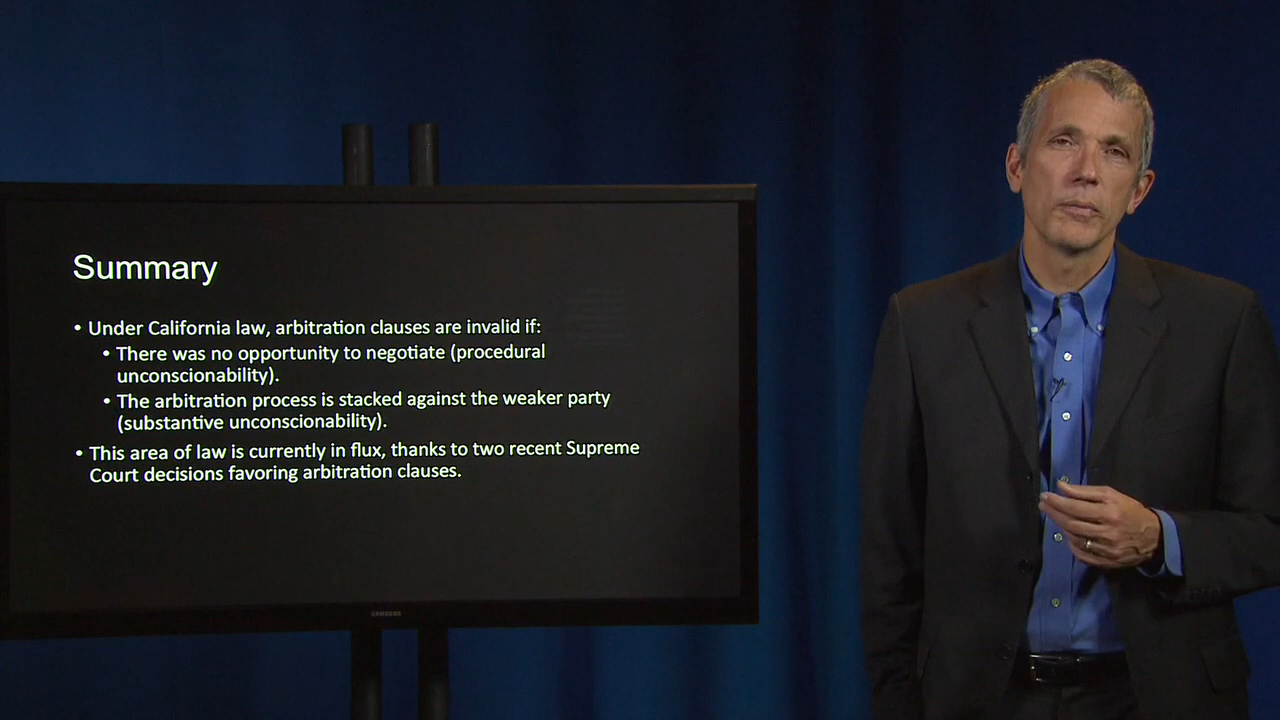 Summary
• Under California law, arbitration clauses are invalid if:
• There was no opportunity to negotiate (procedural
unconscionability).
• The arbitration process is stacked against the weaker party
(substantive unconscionability).
• This area of law is currently in flux, thanks to two recent Supreme
Court decisions favoring arbitration clauses.
SAMSUNG